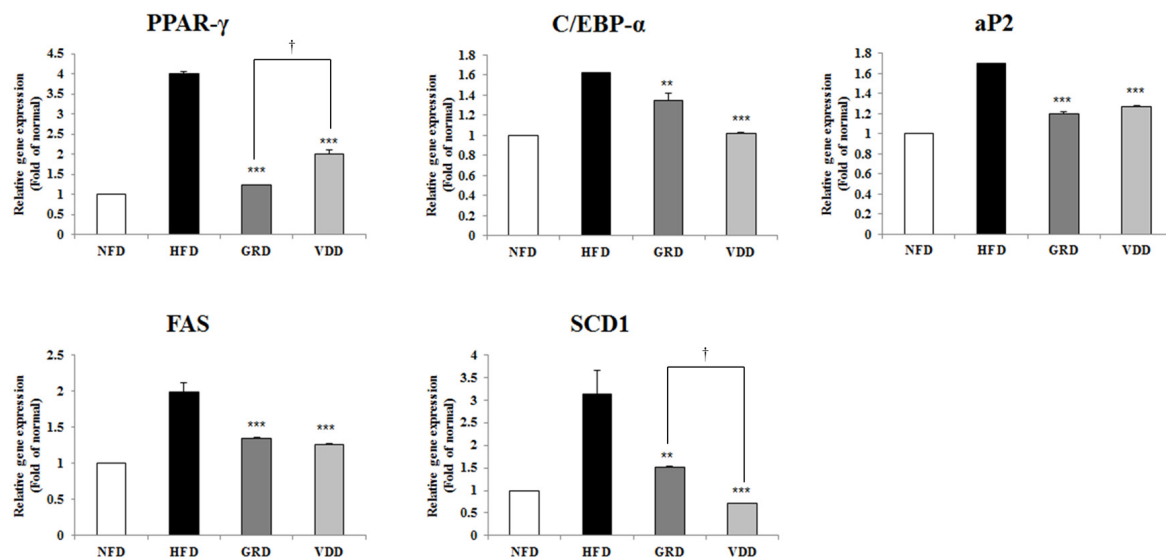 PPAR-γ
Relative gene expression
(Fold of normal)
4.5
4
3.5
3
2.5
2
1.5
1
0.5
0
†
***
***
NFD HFD GRD VDD
C/EBP-α
Relative gene expression
(Fold of normal)
1.8
1.6
1.4
1.2
1
0.8
0.6
0.4
0.2
0
**
***
NFD HFD GRD VDD
aP2
Relative gene expression
(Fold of normal)
1.8
1.6
1.4
1.2
1
0.8
0.6
0.4
0.2
0
***
***
NFD HFD GRD VDD
FAS
Relative gene expression
(Fold of normal)
2.5
2
1.5
1
0.5
0
***
***
NFD HFD GRD VDD
SCD1
Relative gene expression
(Fold of normal)
4
3.5
3
2.5
2
1.5
1
0.5
0
†
**
***
NFD HFD GRD VDD